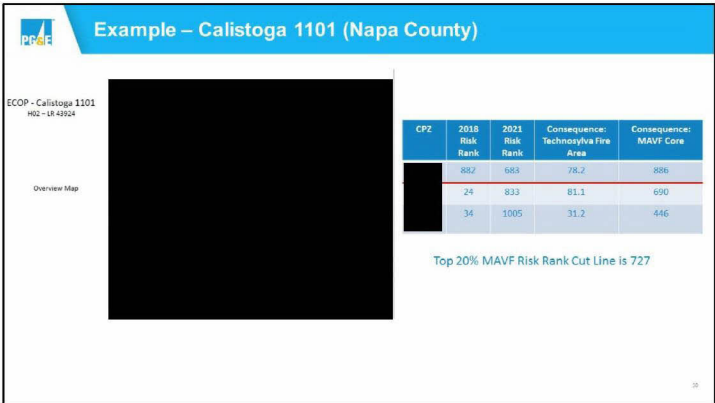 PG&E
Example – Calistoga 1101 (Napa County)
ECOP - Calistoga 1101
H02 – LR 43924
Overview Map
CPZ 2018 Risk Rank 2021 Risk Rank Consequence: Technosylva Fire Area Consequence: MAVF Core
882 683 78.2 886
24 833 81.1 690
34 1005 31.2 446
Top 20% MAVF Risk Rank Cut Line is 727